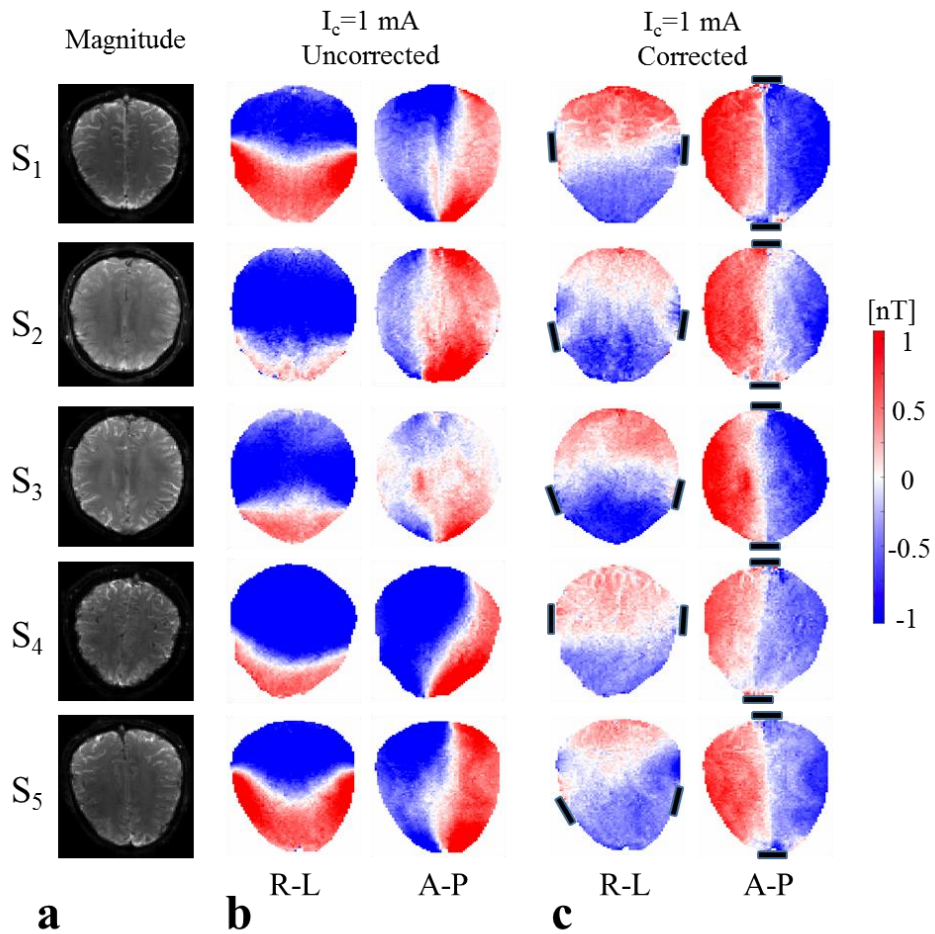 Magnitude
I_c=1 mA
Uncorrected
I_c=1 mA
Corrected
S_1
S_2
S_3
S_4
S_5
[nT]
1
0.5
0
-0.5
-1
R-L
A-P
R-L
A-P
a
b
c